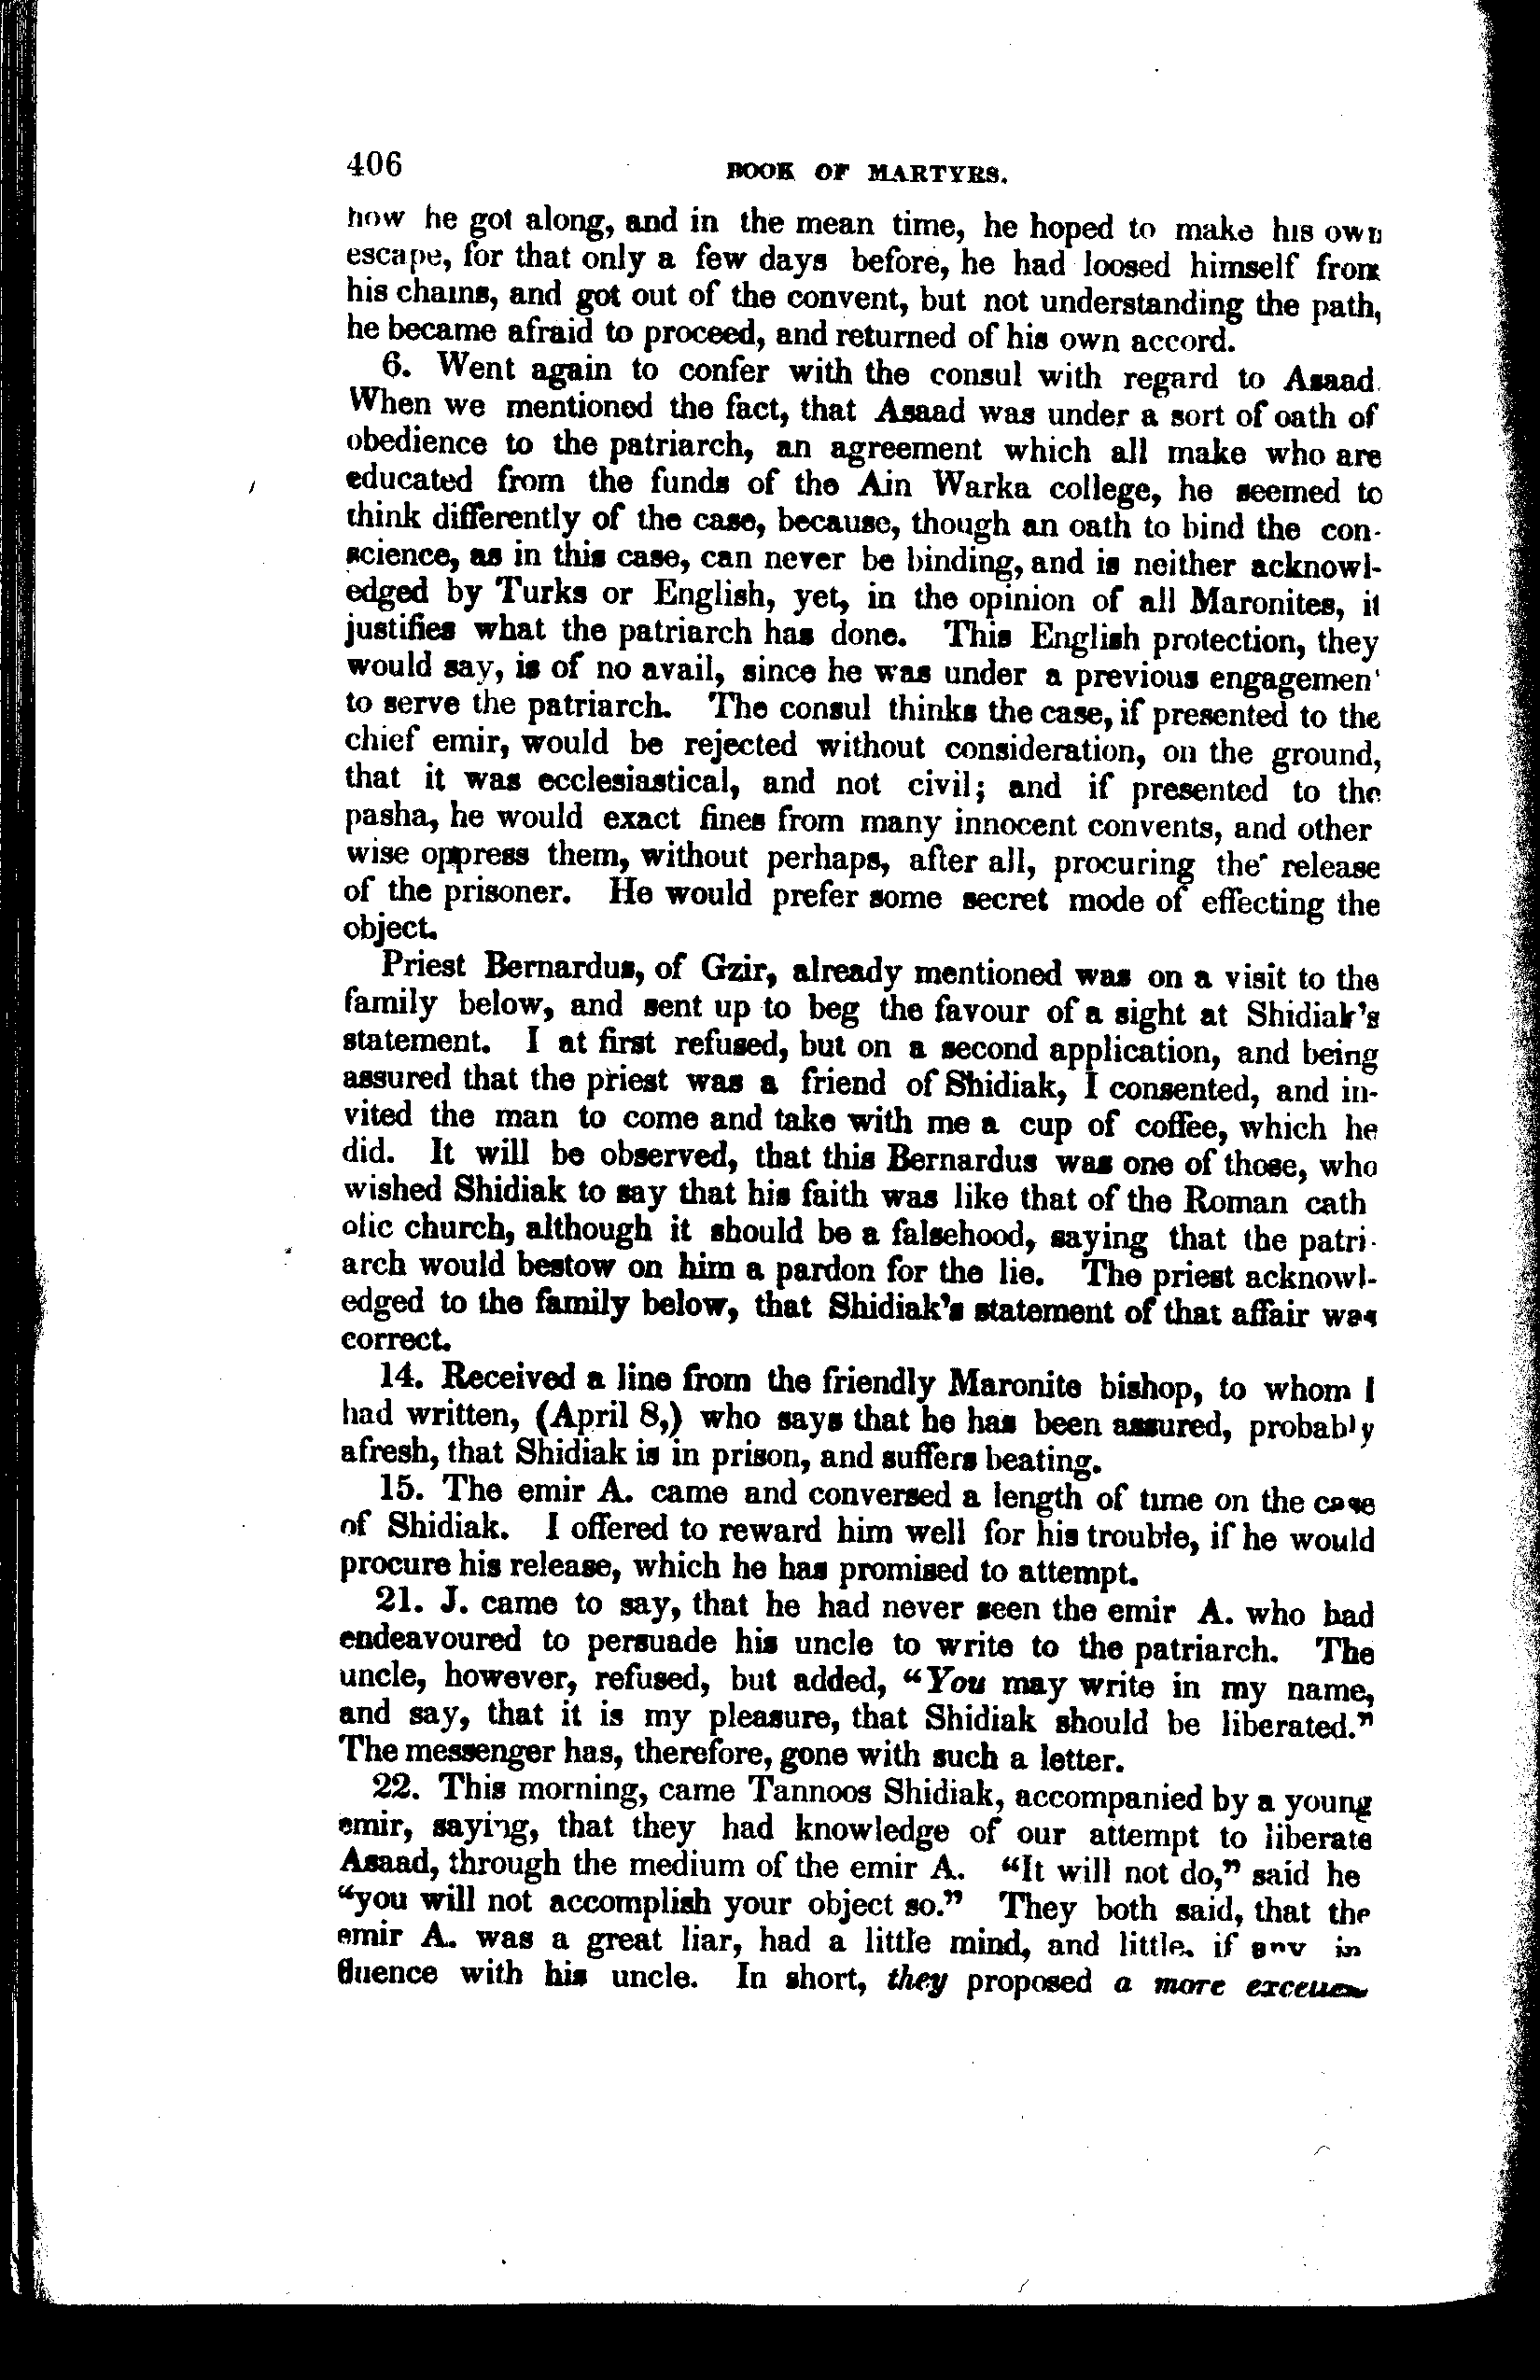 406 BOOK OF MARTYRS.
how he got along, and in the mean time, he hoped to make his own
escape, for that only a few days before, he had loosed himself from
his chains, and got out of the convent, but not understanding the path,
he became afraid to proceed, and returned of his own accord.
6. Went again to confer with the consul with regard to Asaad.
When we mentioned the fact, that Asaad was under a sort of oath of
obedience to the patriarch, an agreement which all make who are
educated from the funds of the Ain Warka college, he seemed to
think differently of the case, because, though an oath to bind the con-
science, as in this case, can never be binding, and is neither acknowl-
edged by Turks or English, yet, in the opinion of all Maronites, it
justifies what the patriarch has done. This English protection, they
would say, is of no avail, since he was under a previous engagement
to serve the patriarch. The consul thinks the case, if presented to the
chief emir, would be rejected without consideration, on the ground,
that it was ecclesiastical, and not civil; and if presented to the
pasha, he would exact fines from many innocent convents, and other
wise oppress them, without perhaps, after all, procuring the release
of the prisoner. He would prefer some secret mode of effecting the
object.
Priest Bernardus, of Gzir, already mentioned was on a visit to the
family below, and sent up to beg the favour of a sight at Shidiak's
statement. I at first refused, but on a second application, and being
assured that the priest was a friend of Shidiak, I consented, and in-
vited the man to come and take with me a cup of coffee, which he
did. It will be observed, that this Bernardus was one of those, who
wished Shidiak to say that his faith was like that of the Roman cath
olic church, although it should be a falsehood, saying that the patri-
arch would bestow on him a pardon for the lie. The priest acknowl-
edged to the family below, that Shidiak's statement of that affair was
correct.
14. Received a line from the friendly Maronite bishop, to whom I
had written, (April 8,) who says that he has been assured, probably
afresh, that Shidiak is in prison, and suffers beating.
15. The emir A. came and conversed a length of time on the case
of Shidiak. I offered to reward him well for his trouble, if he would
procure his release, which he has promised to attempt.
21. J. came to say, that he had never seen the emir A. who had
endeavoured to persuade his uncle to write to the patriarch. The
uncle, however, refused, but added, "You may write in my name,
and say, that it is my pleasure, that Shidiak should be liberated."
The messenger has, therefore, gone with such a letter.
22. This morning, came Tannoos Shidiak, accompanied by a young
emir, saying, that they had knowledge of our attempt to liberate
Asaad, through the medium of the emir A. "It will not do," said he
"you will not accomplish your object so." They both said, that the
emir A. was a great liar, had a little mind, and little, if any in
fluence with his uncle. In short, they proposed a more